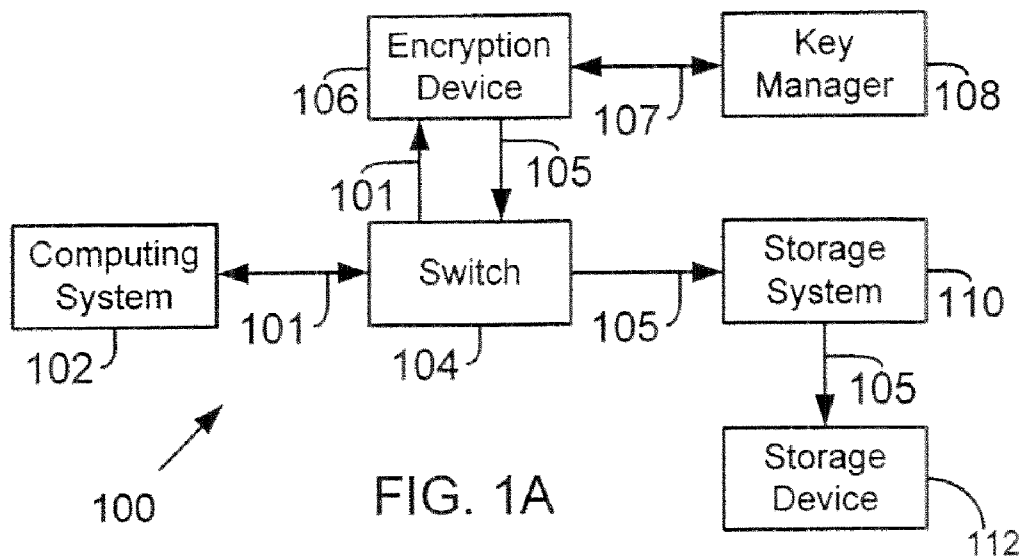 Encryption
Device
106
Key
Manager
108
107
101
105
Computing
System
102
101
Switch
104
105
Storage
System
110
105
Storage
Device
112
100
FIG. 1A